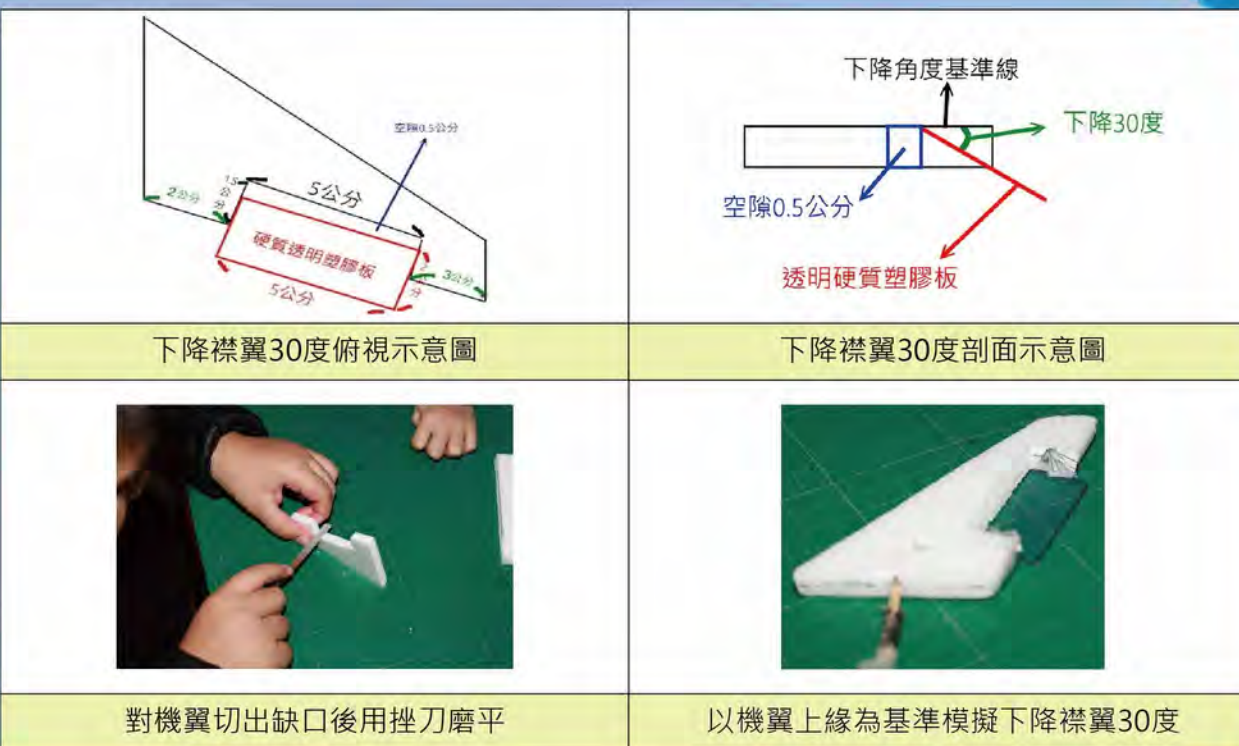 空隙0.5公分
1.5公分
2公分
5公分
硬質透明塑膠板
2公分
3公分
5公分
下降角度基準線
下降30度
空隙0.5公分
透明硬質塑膠板
下降襟翼30度俯視示意圖
下降襟翼30度剖面示意圖
對機翼切出缺口後用挫刀磨平
以機翼上緣為基準模擬下降襟翼30度